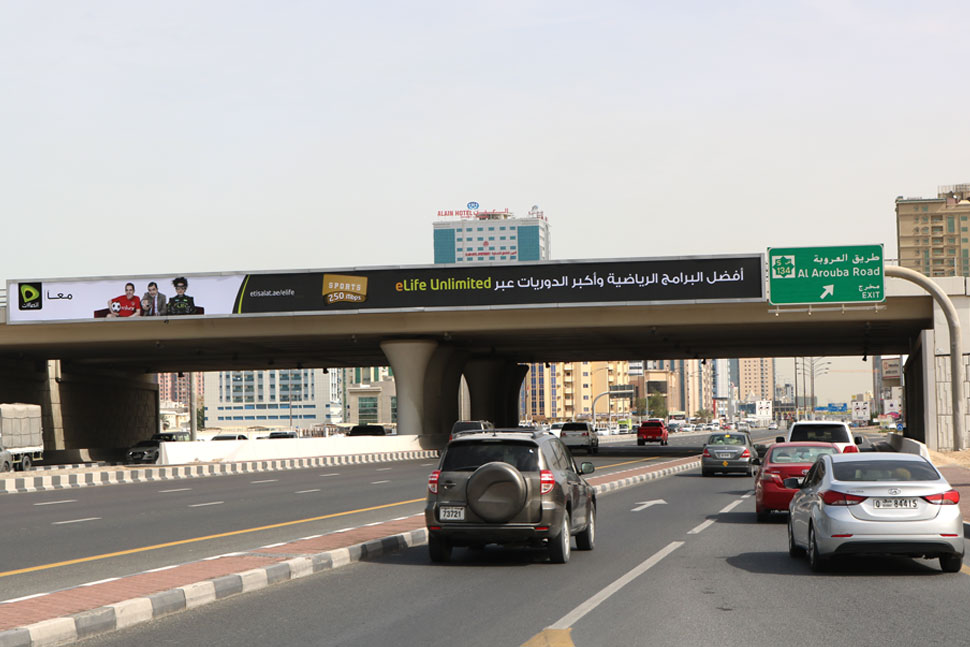 ALAIN HOTEL
معا
اتصالات
etisalat.ae/elife
SPORTS
250 mbps
أفضل البرامج الرياضية وأكبر الدوريات عبر eLife Unlimited
طريق العروبة
S 134
Al Arouba Road
مخرج
EXIT
73721
Q 84415